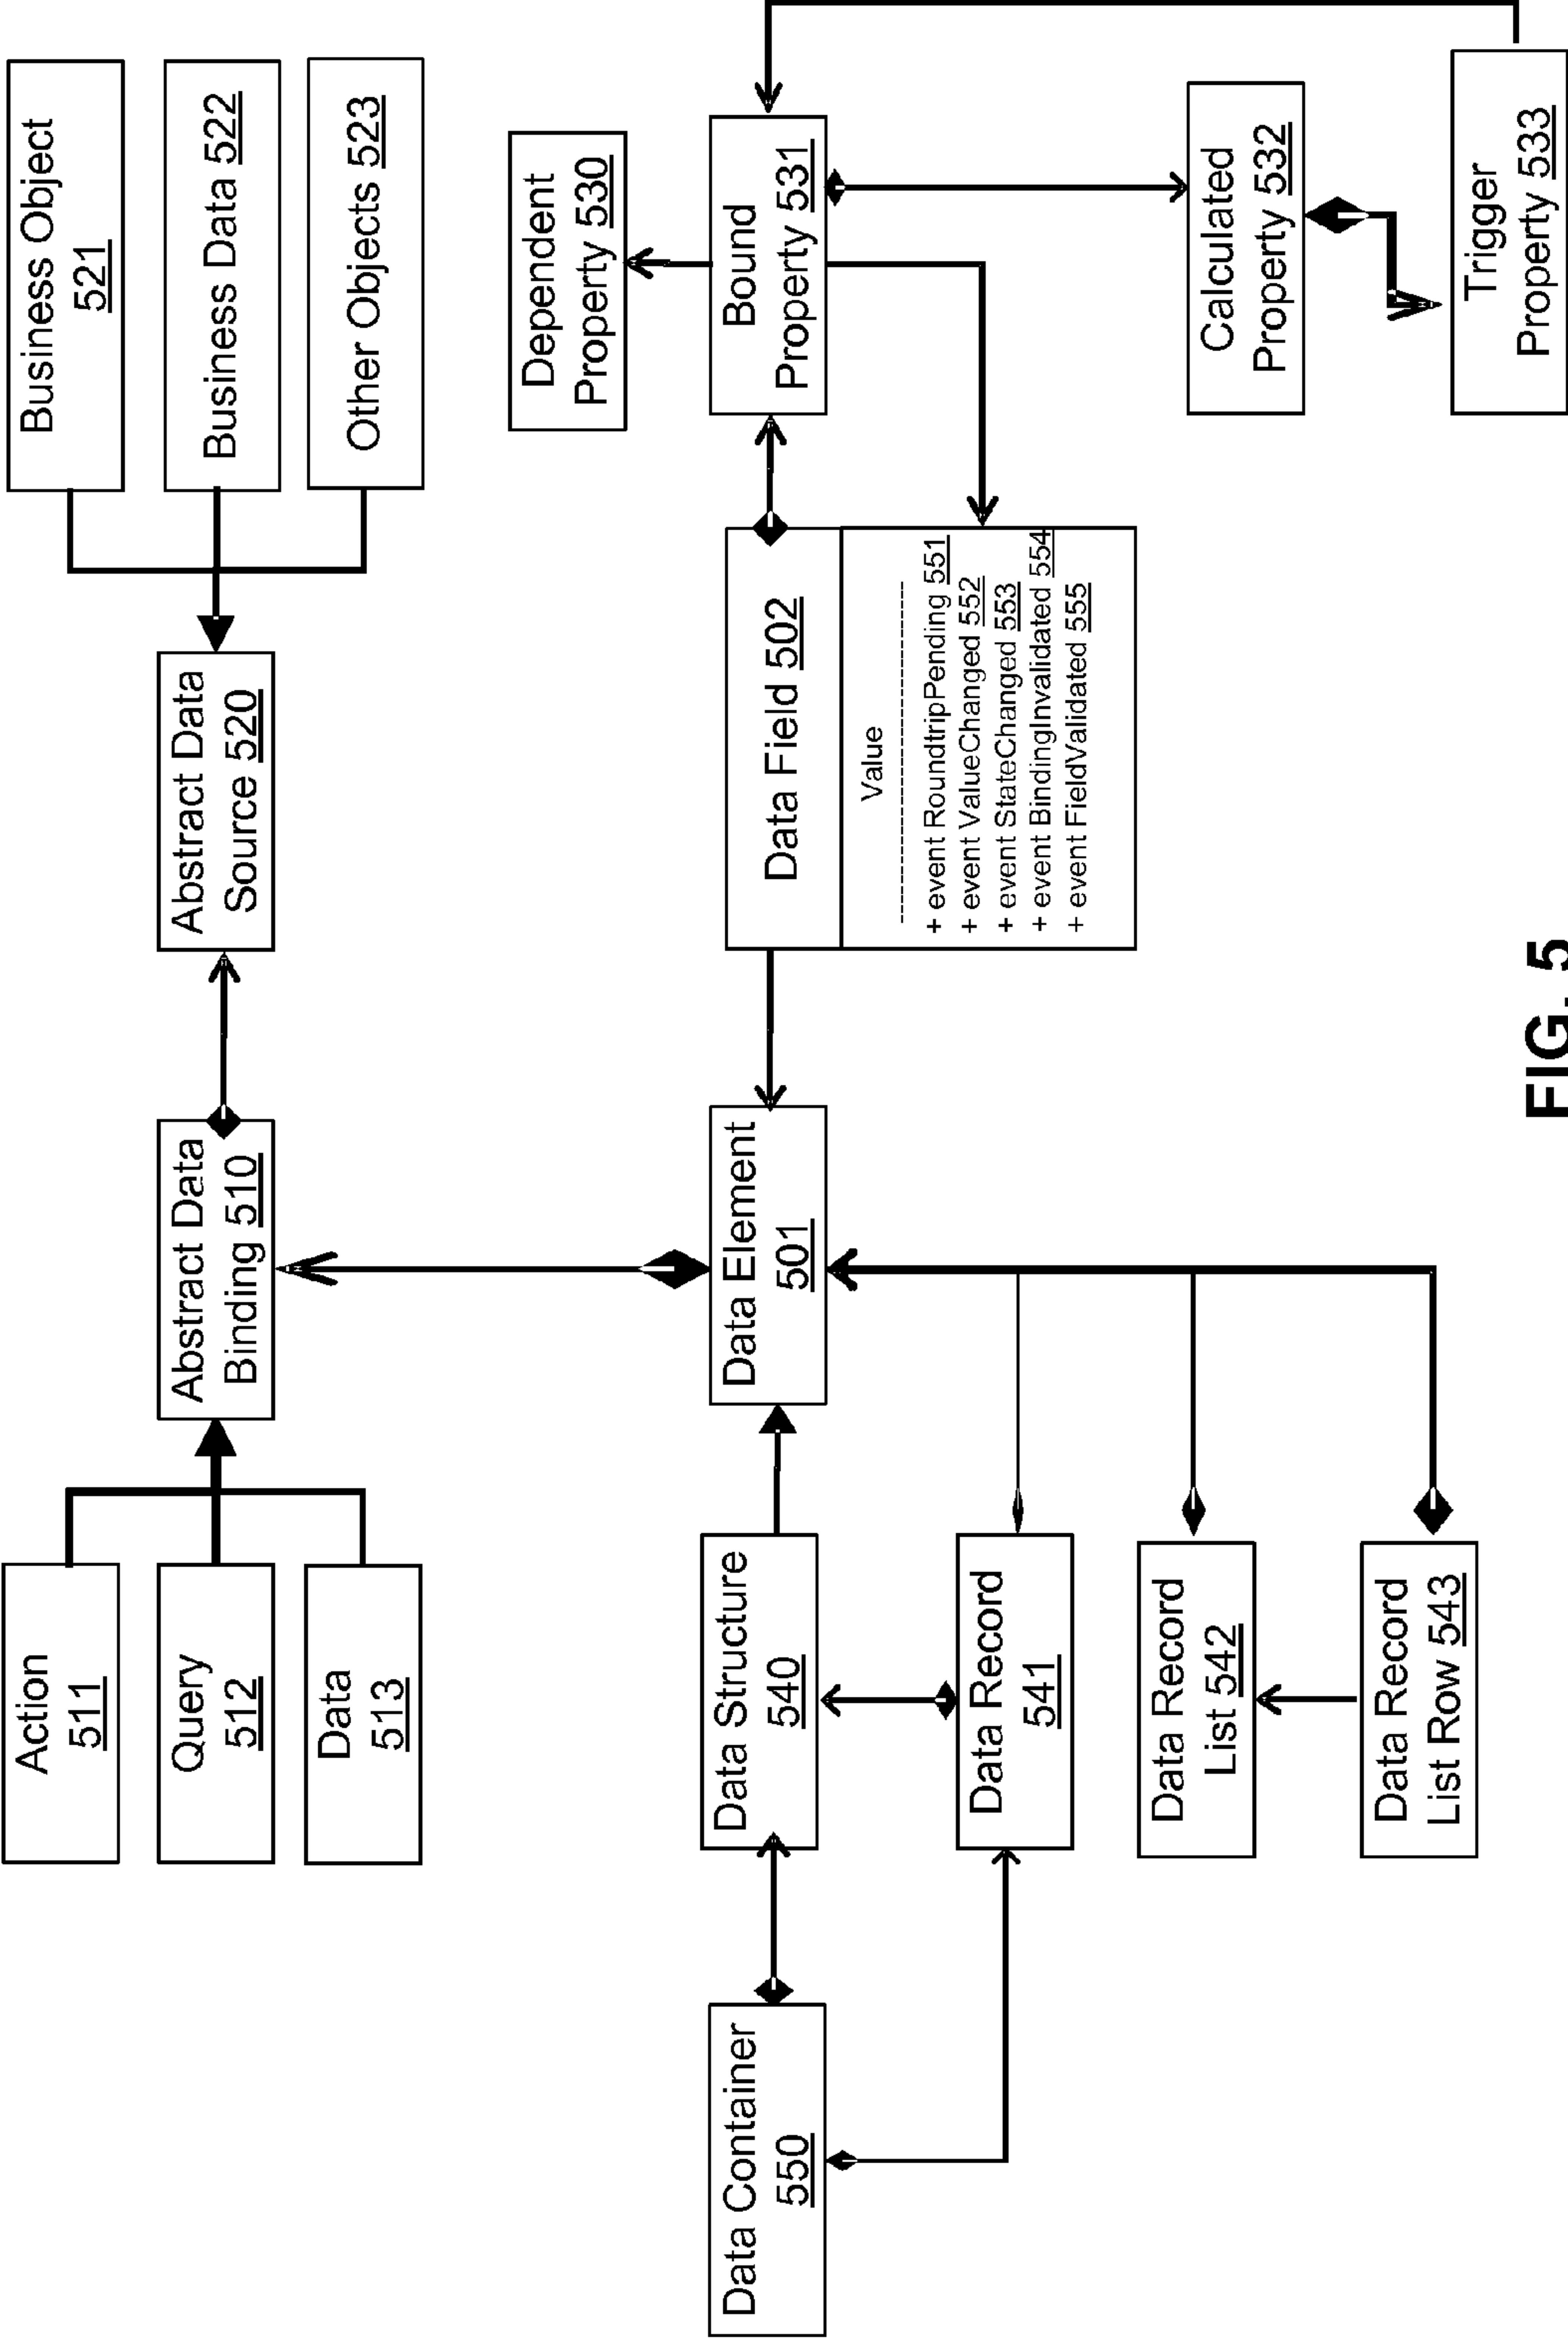 Action
511
Query
512
Data
513
Abstract Data
Binding 510
Abstract Data
Source 520
Business Object
521
Business Data 522
Other Objects 523
Data Container
550
Data Structure
540
Data Record
541
Data Record
List 542
Data Record
List Row 543
Data Element
501
Data Field 502
Value
+ event RoundtripPending 551
+ event ValueChanged 552
+ event StateChanged 553
+ event BindingInvalidated 554
+ event FieldValidated 555
Dependent
Property 530
Bound
Property 531
Calculated
Property 532
Trigger
Property 533
FIG. 5